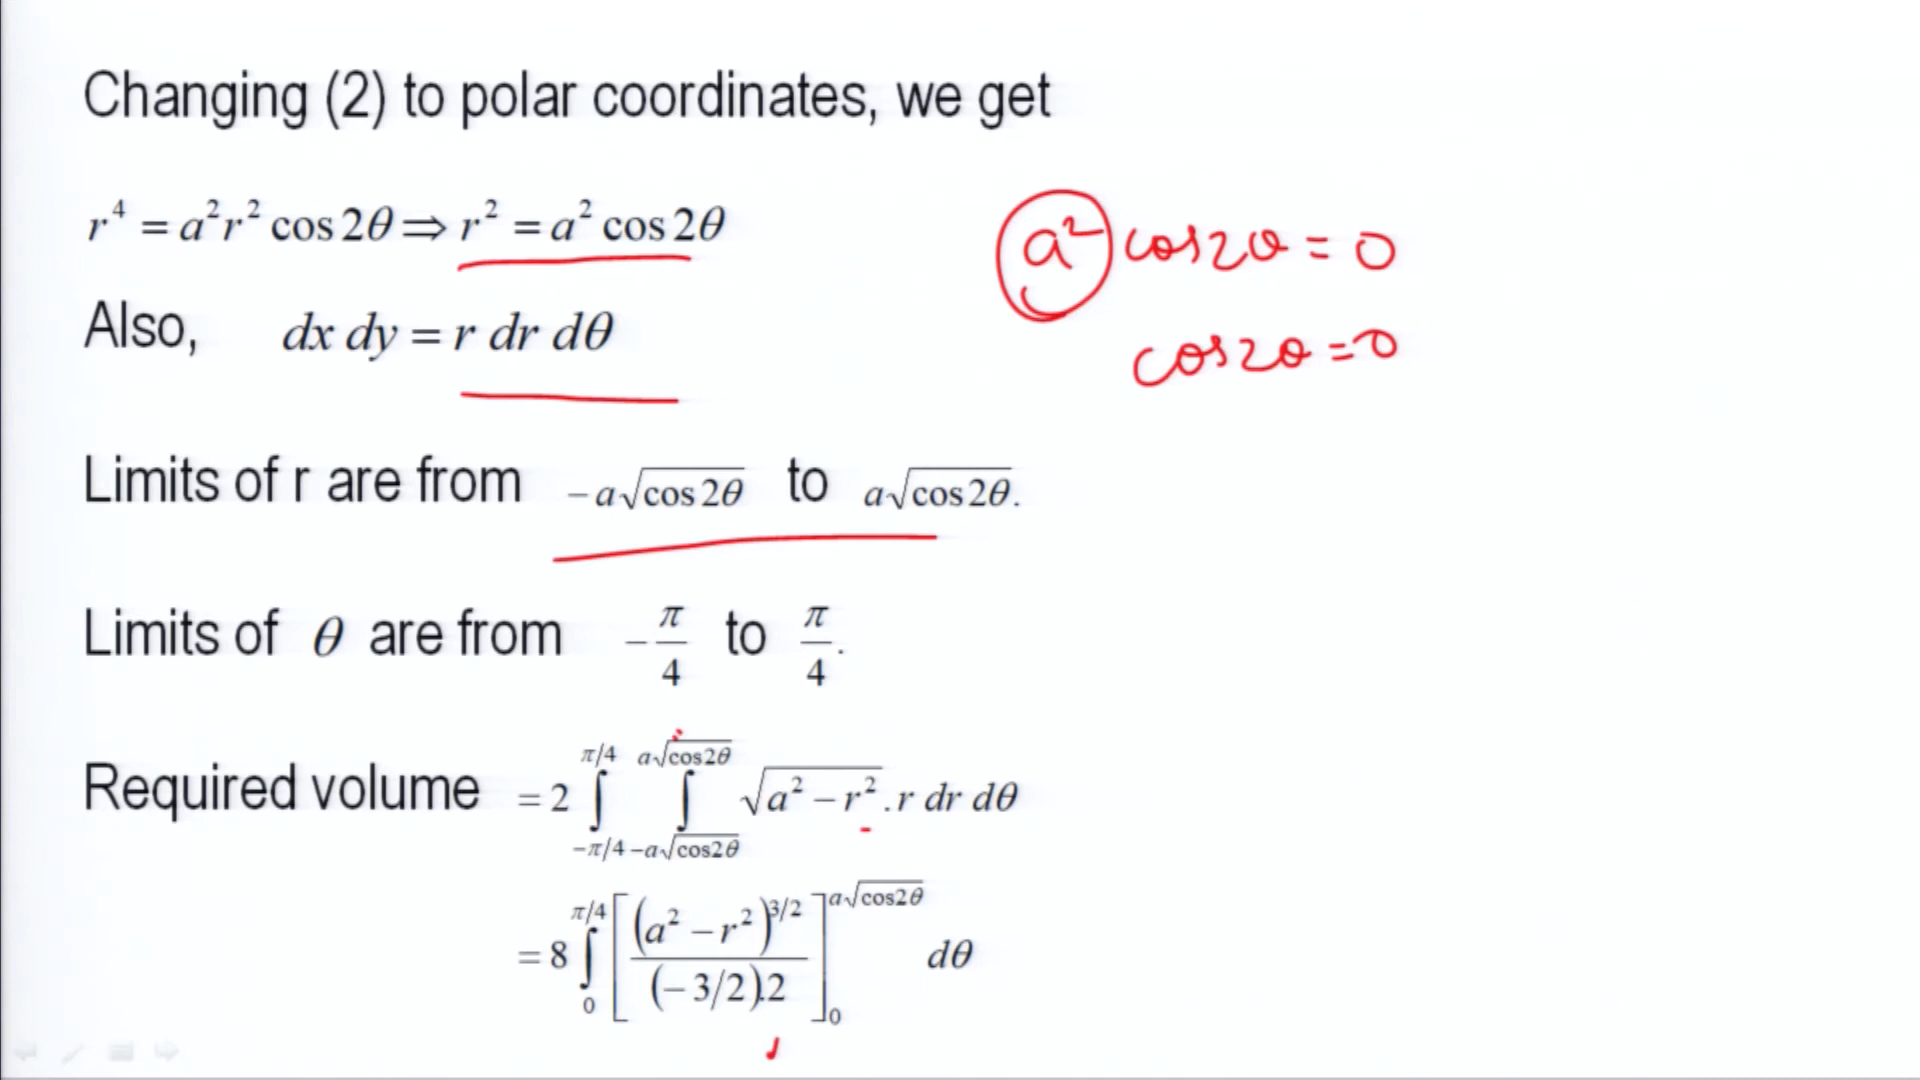 Changing (2) to polar coordinates, we get
r⁴ = a²r² cos 2θ ⇒ r² = a² cos 2θ
a² cos2θ = 0
Also, dx dy = r dr dθ
cos2θ = 0
Limits of r are from −a√cos 2θ to a√cos 2θ.
Limits of θ are from −π/4 to π/4.
Required volume = 2 ∫_{−π/4}^{π/4} ∫_{−a√cos2θ}^{a√cos2θ} √(a² − r²) . r dr dθ
= 8 ∫_{0}^{π/4} [ (a² − r²)^{3/2} / (−3/2).2 ]_{0}^{a√cos2θ} dθ